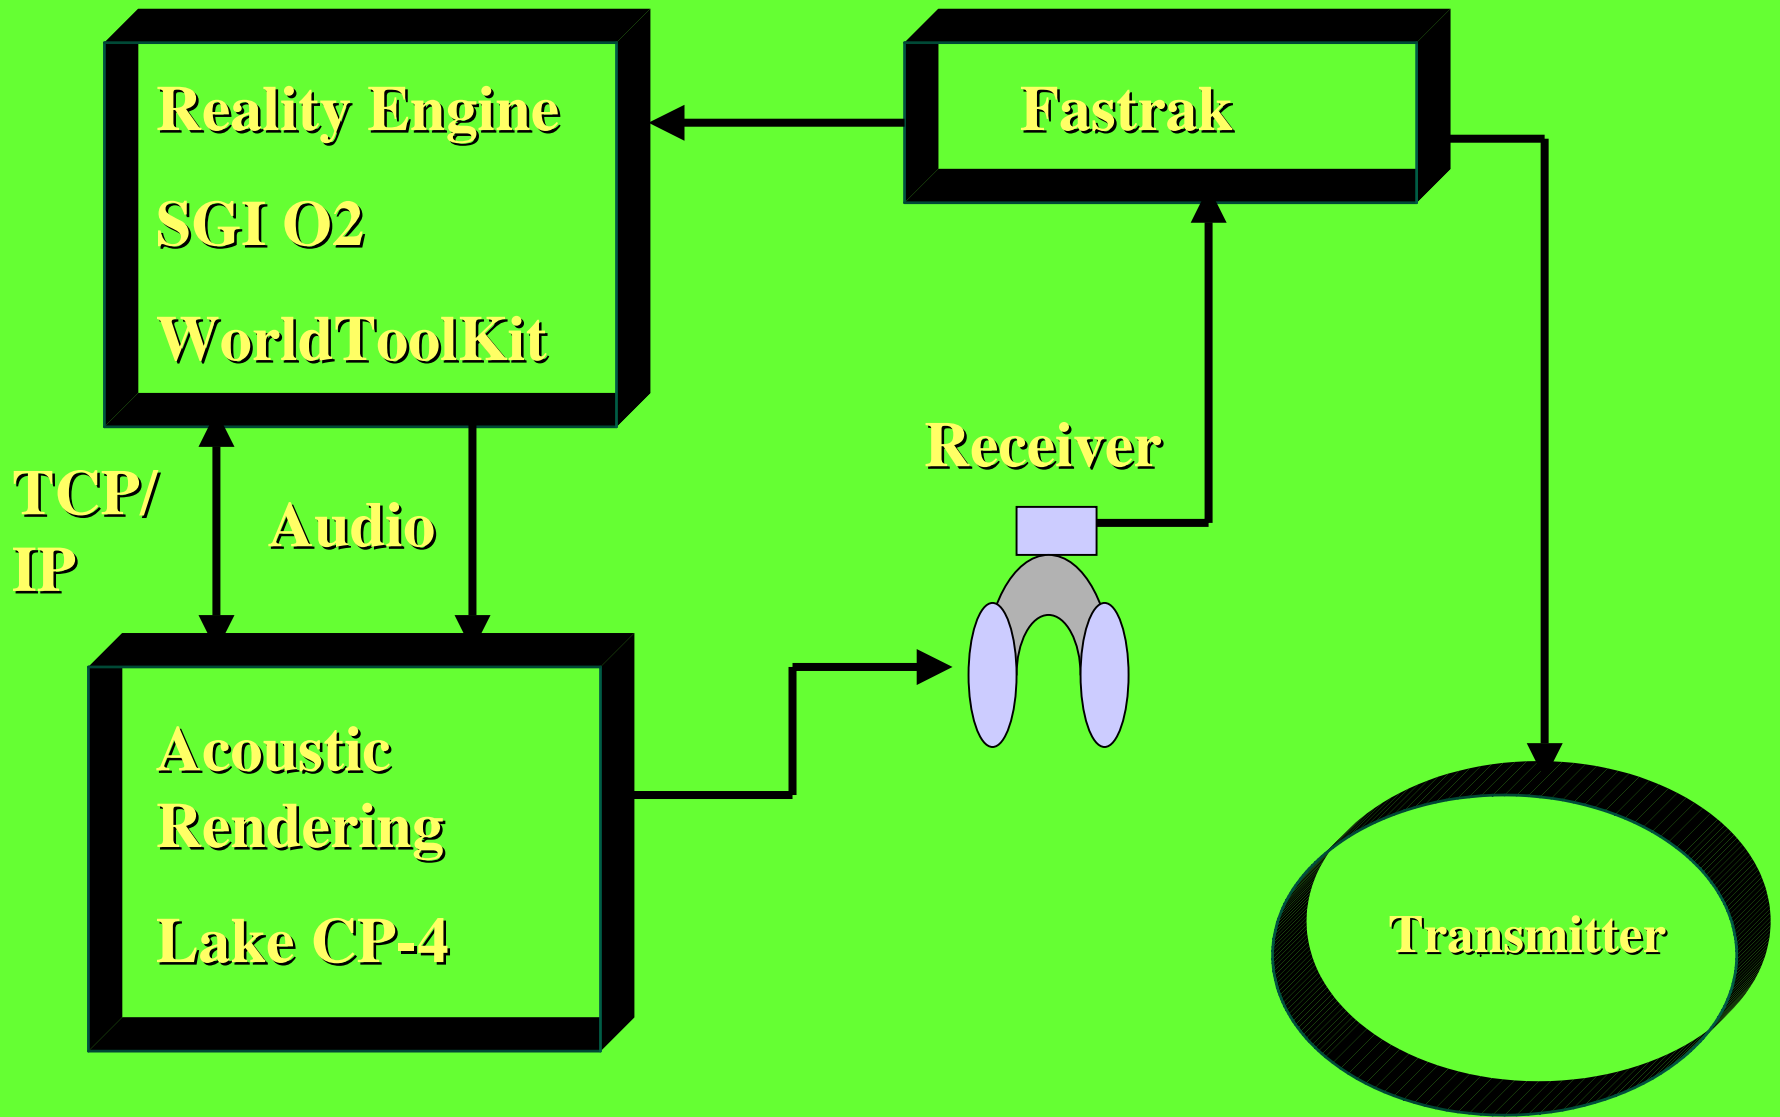 Reality Engine
SGI O2
WorldToolKit
Fastrak
Receiver
TCP/
IP
Audio
Acoustic
Rendering
Lake CP-4
Transmitter